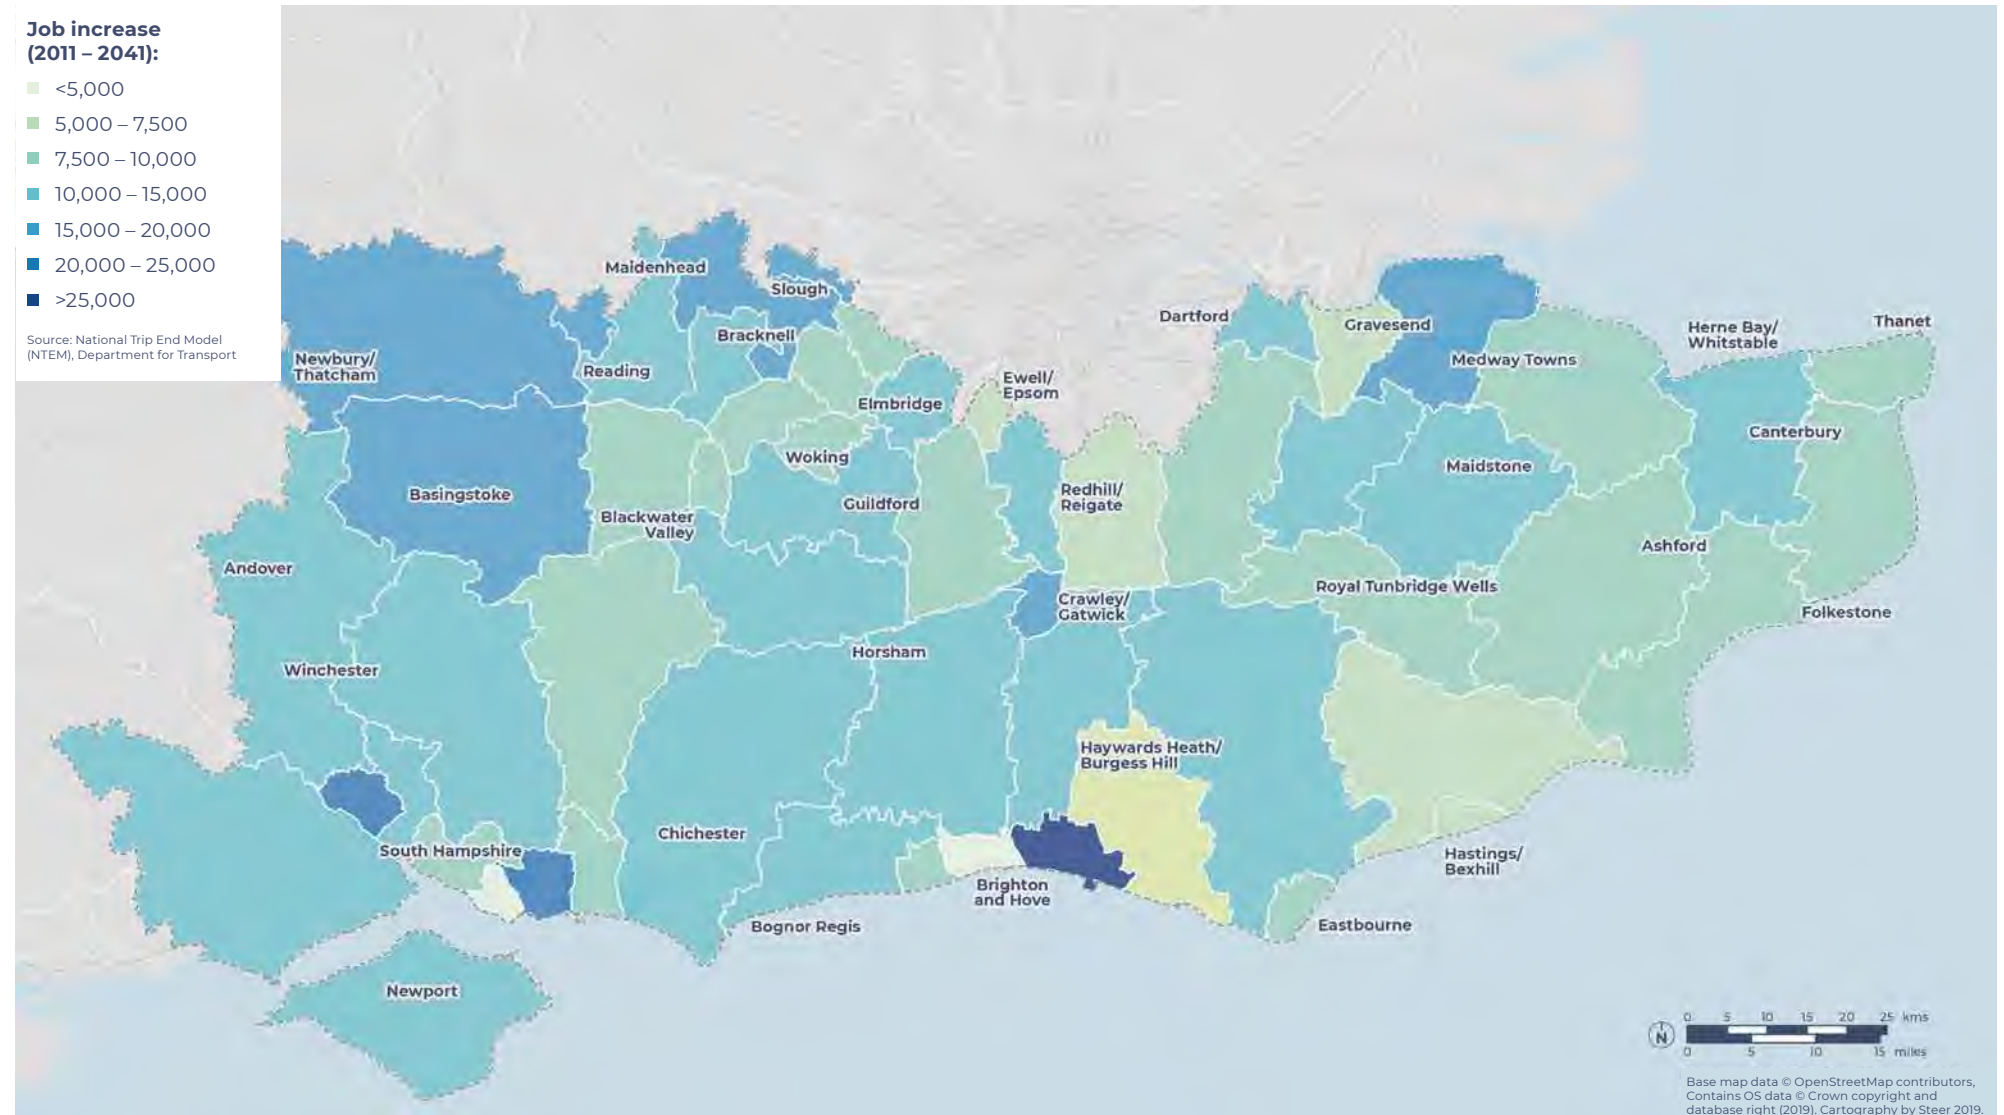 Job increase
(2011 – 2041):
<5,000
5,000 – 7,500
7,500 – 10,000
10,000 – 15,000
15,000 – 20,000
20,000 – 25,000
>25,000
Source: National Trip End Model
(NTEM), Department for Transport
Maidenhead
Slough
Bracknell
Newbury/
Thatcham
Reading
Dartford
Gravesend
Medway Towns
Herne Bay/
Whitstable
Thanet
Ewell/
Epsom
Elmbridge
Canterbury
Woking
Maidstone
Basingstoke
Guildford
Redhill/
Reigate
Blackwater
Valley
Ashford
Andover
Royal Tunbridge Wells
Crawley/
Gatwick
Folkestone
Horsham
Winchester
Haywards Heath/
Burgess Hill
Chichester
South Hampshire
Hastings/
Bexhill
Brighton
and Hove
Bognor Regis
Eastbourne
Newport
0 5 10 15 20 25 kms
N
0 5 10 15 miles
Base map data © OpenStreetMap contributors,
Contains OS data © Crown copyright and
database right (2019). Cartography by Steer 2019.